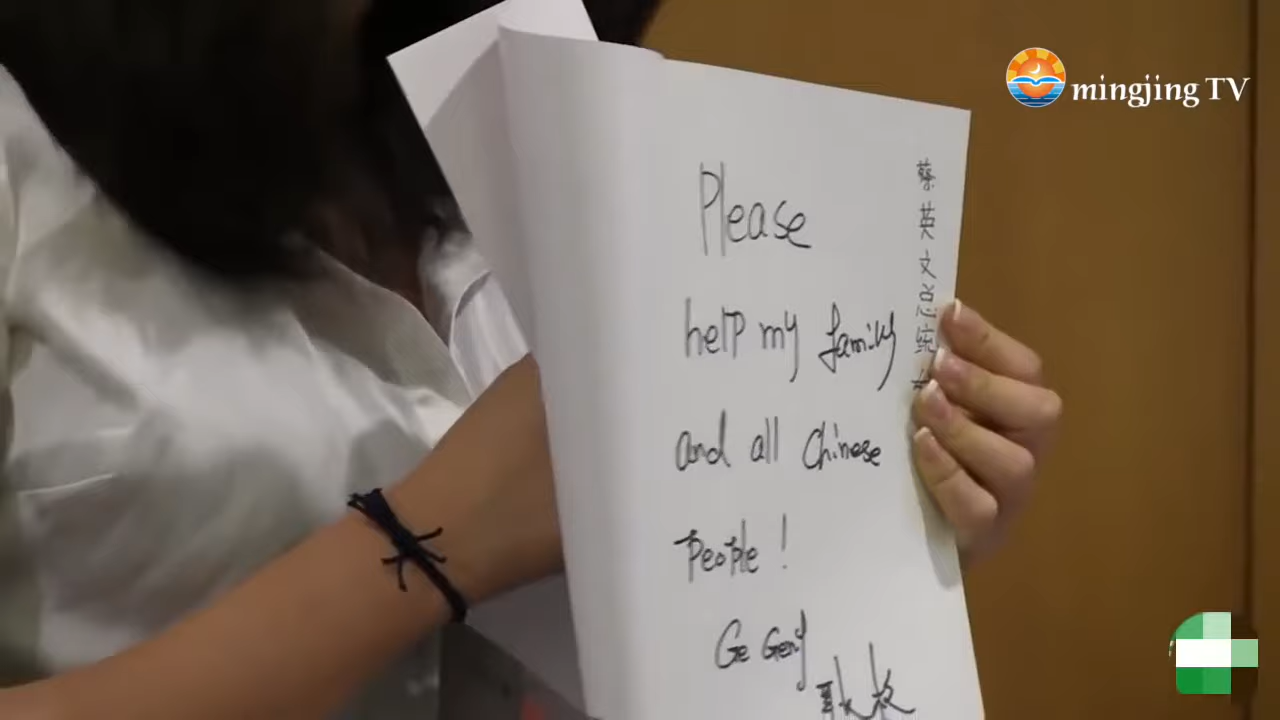 mingjing TV
Please
help my family
and all Chinese
people!
Ge Geng
蔡英文总统